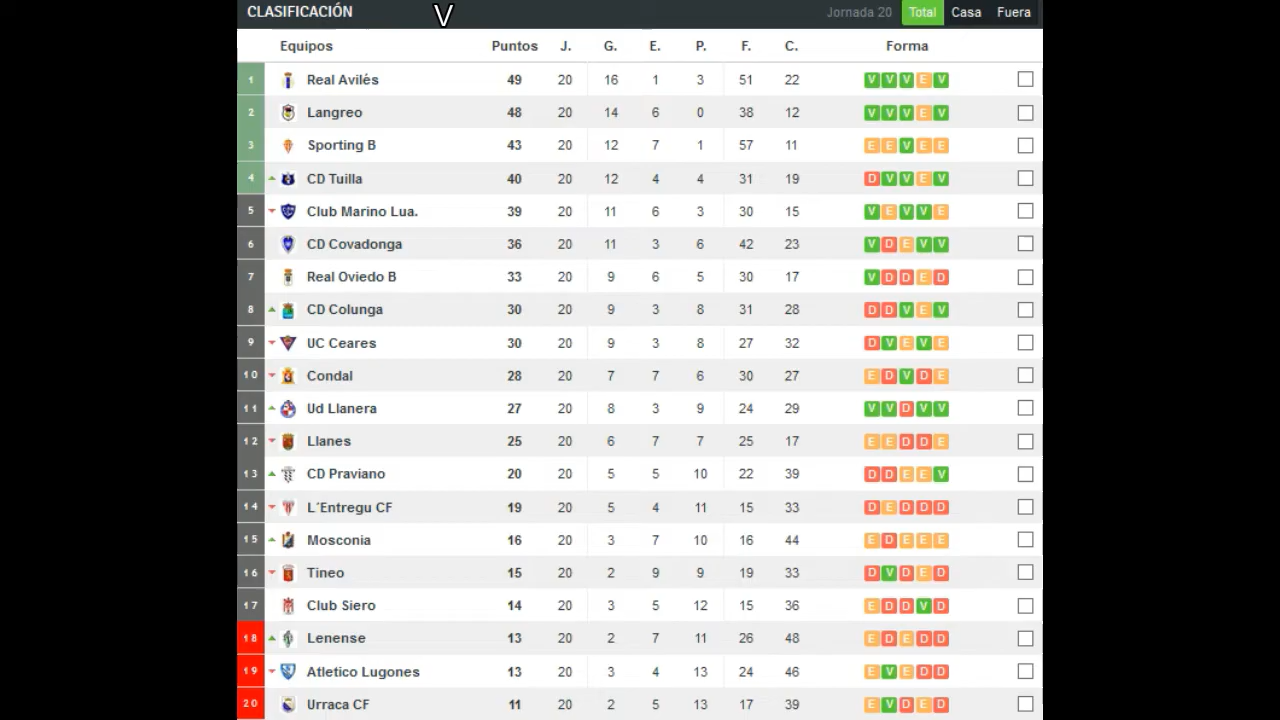 CLASIFICACIÓN V Jornada 20 Total Casa Fuera
Equipos Puntos J. G. E. P. F. C. Forma
1 Real Avilés 49 20 16 1 3 51 22 V V V E V
2 Langreo 48 20 14 6 0 38 12 V V V E V
3 Sporting B 43 20 12 7 1 57 11 E E V E E
4 CD Tuilla 40 20 12 4 4 31 19 D V V E V
5 Club Marino Lua. 39 20 11 6 3 30 15 V E V V E
6 CD Covadonga 36 20 11 3 6 42 23 V D E V V
7 Real Oviedo B 33 20 9 6 5 30 17 V D D E D
8 CD Colunga 30 20 9 3 8 31 28 D D V E V
9 UC Ceares 30 20 9 3 8 27 32 D V E V E
10 Condal 28 20 7 7 6 30 27 E D V D E
11 Ud Llanera 27 20 8 3 9 24 29 V V D V V
12 Llanes 25 20 6 7 7 25 17 E E D D E
13 CD Praviano 20 20 5 5 10 22 39 D D E E V
14 L´Entregu CF 19 20 5 4 11 15 33 D E D D D
15 Mosconia 16 20 3 7 10 16 44 E D E E E
16 Tineo 15 20 2 9 9 19 33 D V D E D
17 Club Siero 14 20 3 5 12 15 36 E D D V D
18 Lenense 13 20 2 7 11 26 48 E D E D D
19 Atletico Lugones 13 20 3 4 13 24 46 E V E D D
20 Urraca CF 11 20 2 5 13 17 39 E V D E D